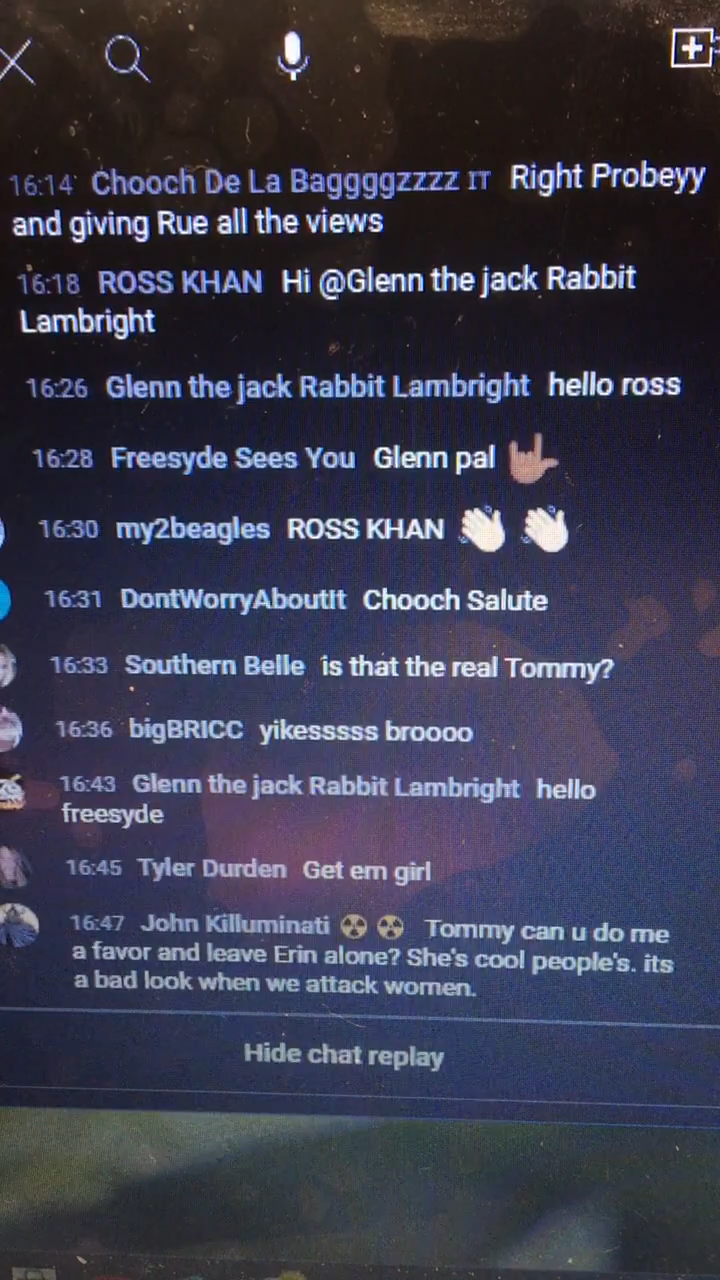 16:14 Chooch De La Baggggzzzz IT Right Probeyy
and giving Rue all the views
16:18 ROSS KHAN Hi @Glenn the jack Rabbit
Lambright
16:26 Glenn the jack Rabbit Lambright hello ross
16:28 Freesyde Sees You Glenn pal
16:30 my2beagles ROSS KHAN
16:31 DontWorryAboutIt Chooch Salute
16:33 Southern Belle is that the real Tommy?
16:36 bigBRICC yikesssss broooo
16:43 Glenn the jack Rabbit Lambright hello
freesyde
16:45 Tyler Durden Get em girl
16:47 John Killuminati ☢️ ☢️ Tommy can u do me
a favor and leave Erin alone? She's cool people's. its
a bad look when we attack women.
Hide chat replay